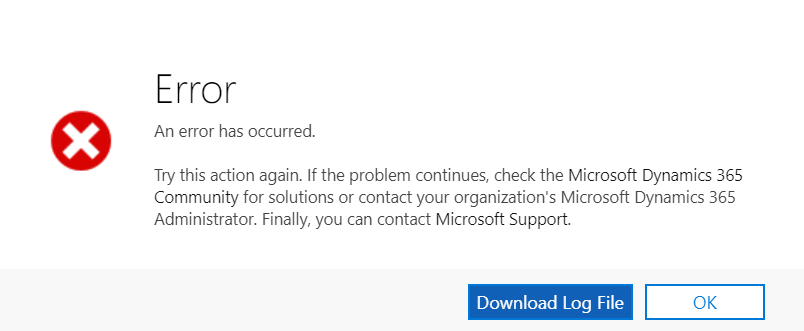 Error
An error has occurred.
Try this action again. If the problem continues, check the Microsoft Dynamics 365
Community for solutions or contact your organization's Microsoft Dynamics 365
Administrator. Finally, you can contact Microsoft Support.
Download Log File
OK